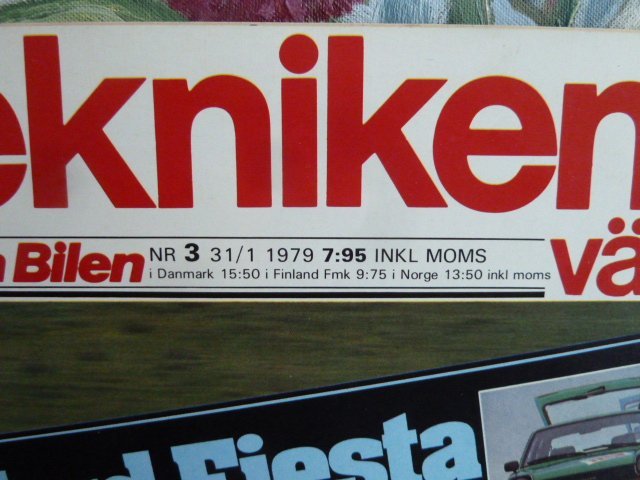 ekniken
Bilen NR 3 31/1 1979 7:95 INKL MOMS
i Danmark 15:50 i Finland Fmk 9:75 i Norge 13:50 inkl moms
vä
Fiesta